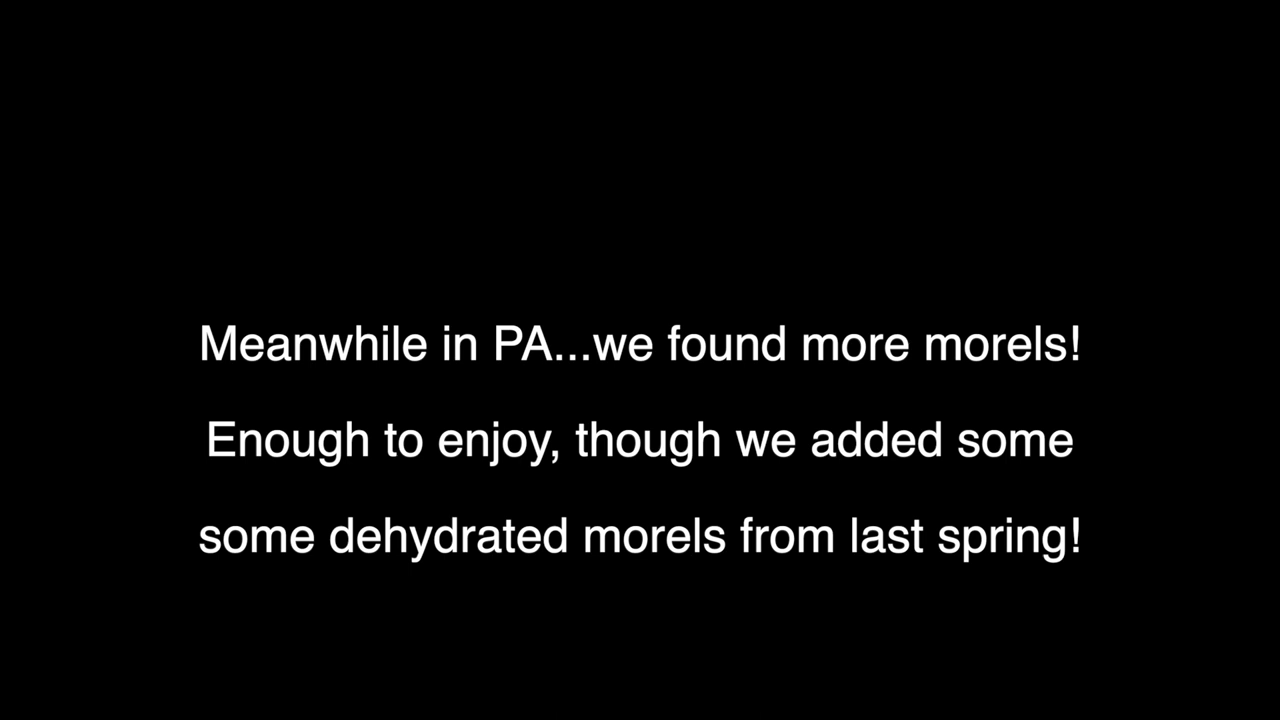 Meanwhile in PA...we found more morels!
Enough to enjoy, though we added some
some dehydrated morels from last spring!